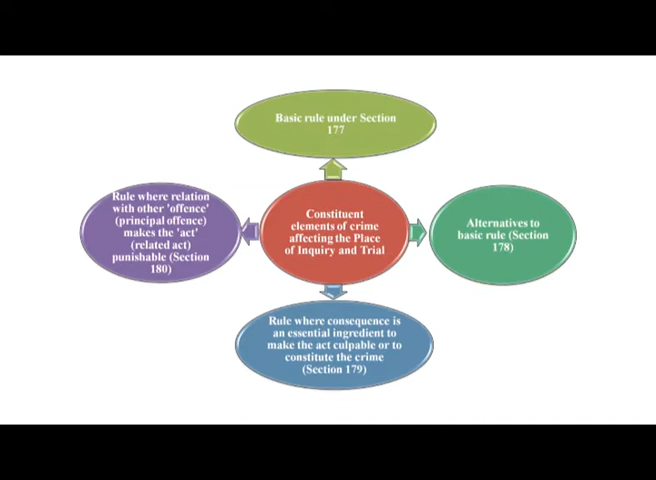 Basic rule under Section
177
Rule where relation
with other 'offence'
(principal offence)
makes the 'act'
(related act)
punishable (Section
180)
Constituent
elements of crime
affecting the Place
of Inquiry and Trial
Alternatives to
basic rule (Section
178)
Rule where consequence is
an essential ingredient to
make the act culpable or to
constitute the crime
(Section 179)